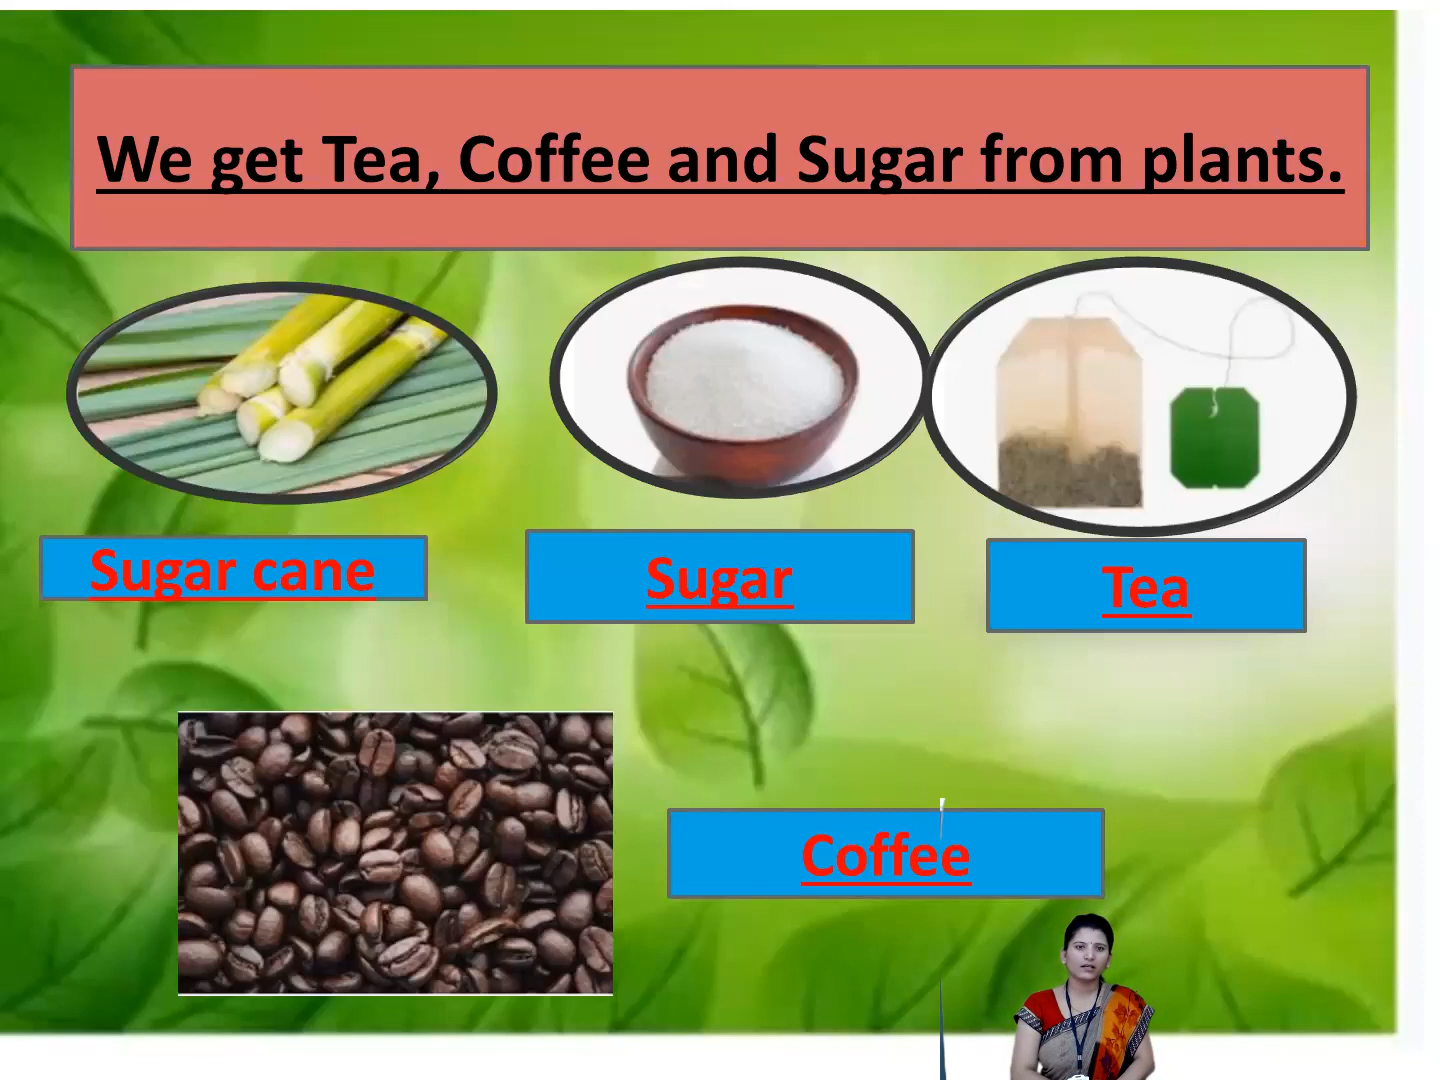 We get Tea, Coffee and Sugar from plants.
Sugar cane
Sugar
Tea
Coffee